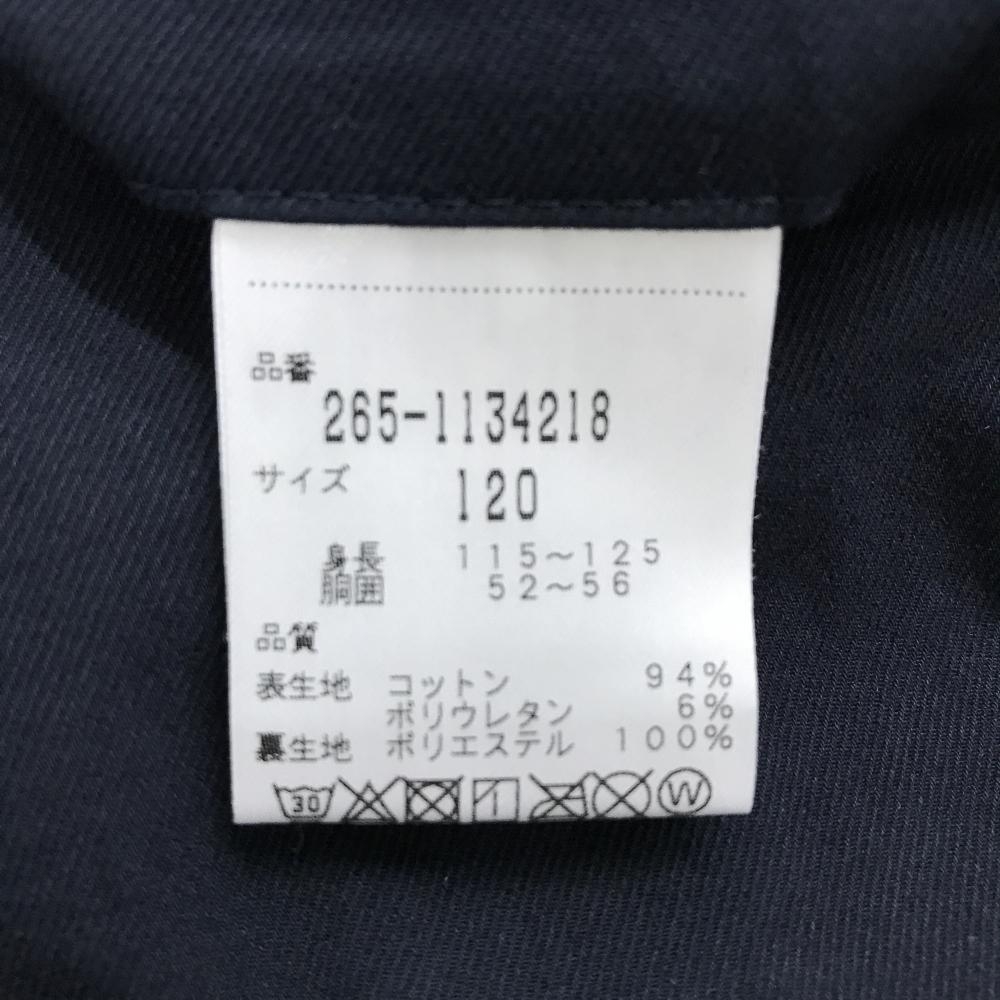 品番
265-1134218
サイズ 120
身長 115～125
胴囲 52～56
品質
表生地 コットン 94%
ポリウレタン 6%
裏生地 ポリエステル 100%
30 W